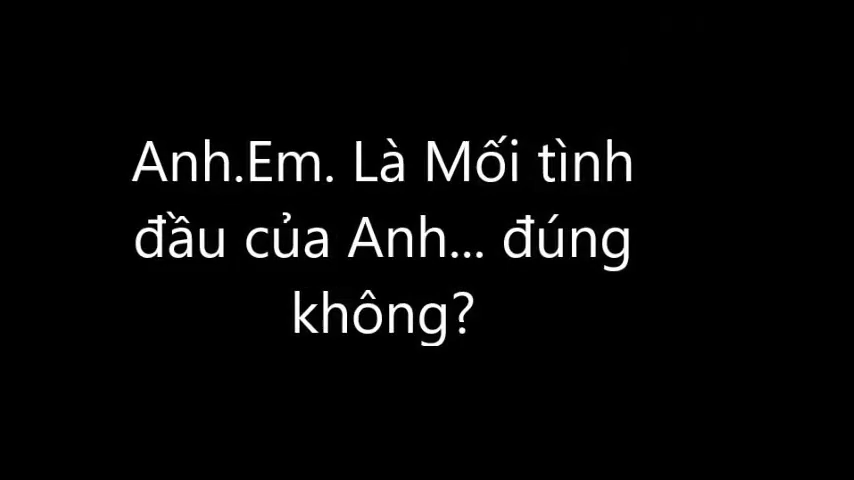 Anh.Em. Là Mối tình
đầu của Anh... đúng
không?